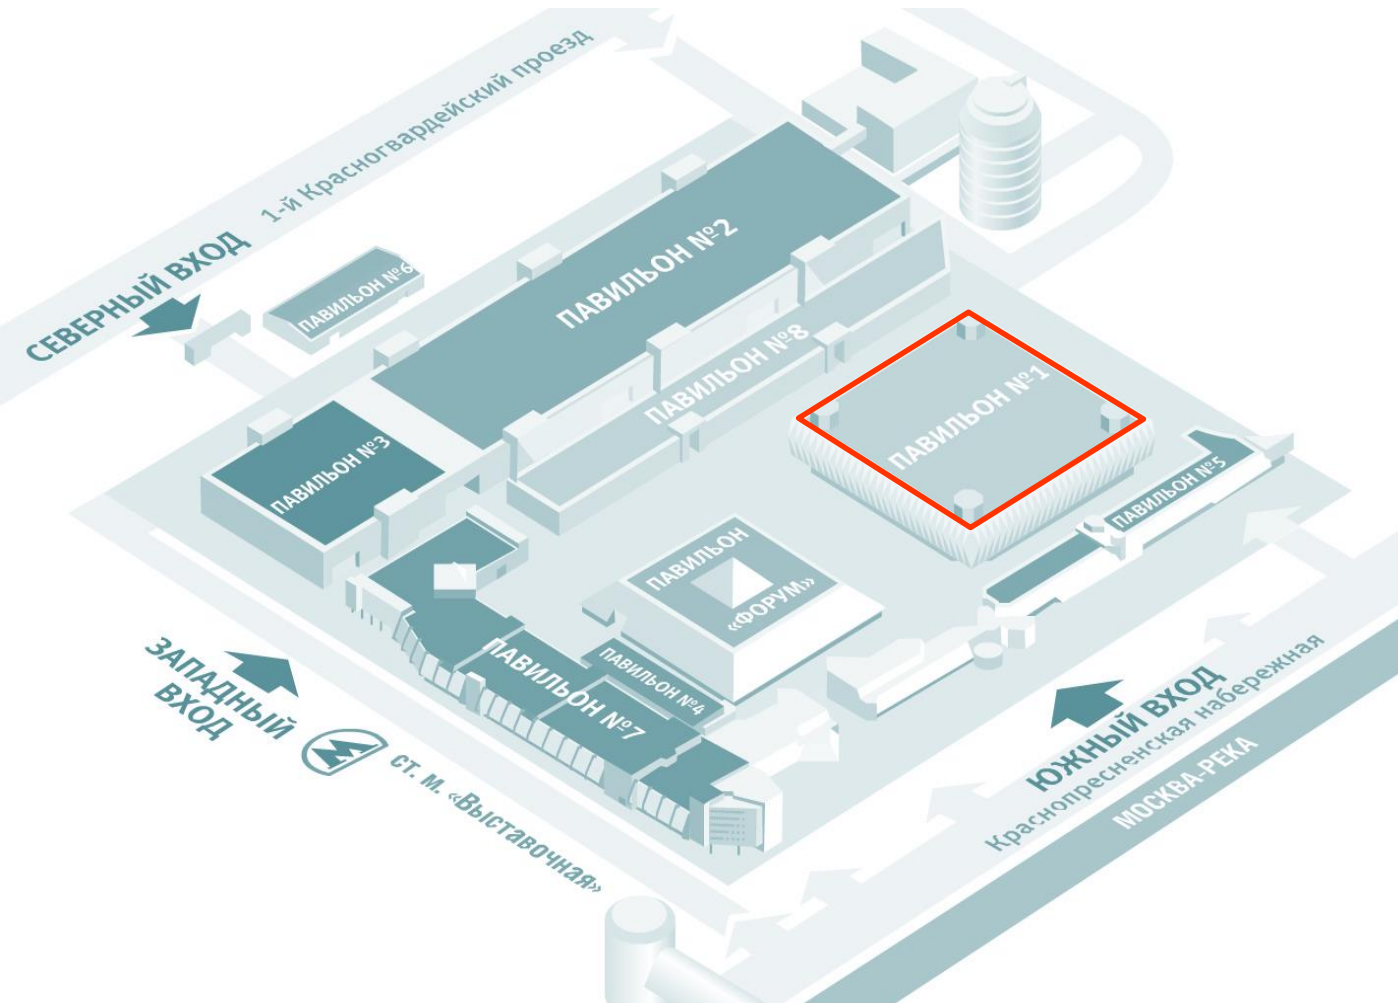 1-й Красногвардейский проезд
СЕВЕРНЫЙ ВХОД
ПАВИЛЬОН №6
ПАВИЛЬОН №2
ПАВИЛЬОН №8
ПАВИЛЬОН №1
ПАВИЛЬОН №3
ПАВИЛЬОН №5
ПАВИЛЬОН
«ФОРУМ»
ПАВИЛЬОН №4
ПАВИЛЬОН №7
ЗАПАДНЫЙ
ВХОД
М
ст. м. «Выставочная»
ЮЖНЫЙ ВХОД
Краснопресненская набережная
МОСКВА-РЕКА